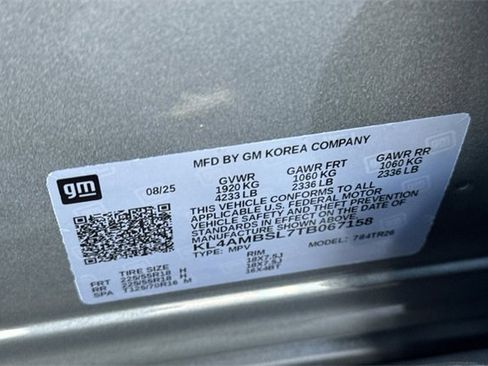 MFD BY GM KOREA COMPANY
gm
08/25
GVWR GAWR FRT GAWR RR
1920 KG 1060 KG 1060 KG
4233 LB 2336 LB 2336 LB
THIS VEHICLE CONFORMS TO ALL
APPLICABLE U.S. FEDERAL MOTOR
VEHICLE SAFETY AND THEFT PREVENTION
STANDARDS IN EFFECT ON THE DATE OF
MANUFACTURE SHOWN ABOVE.
KL4AMBSL7TB067158
TYPE: MPV MODEL: 784TR26
TIRE SIZE RIM
FRT 225/55R18 H 18X7.5J
RR 225/55R18 H 18X7.5J
SPA T125/70R16 M 16X4BT